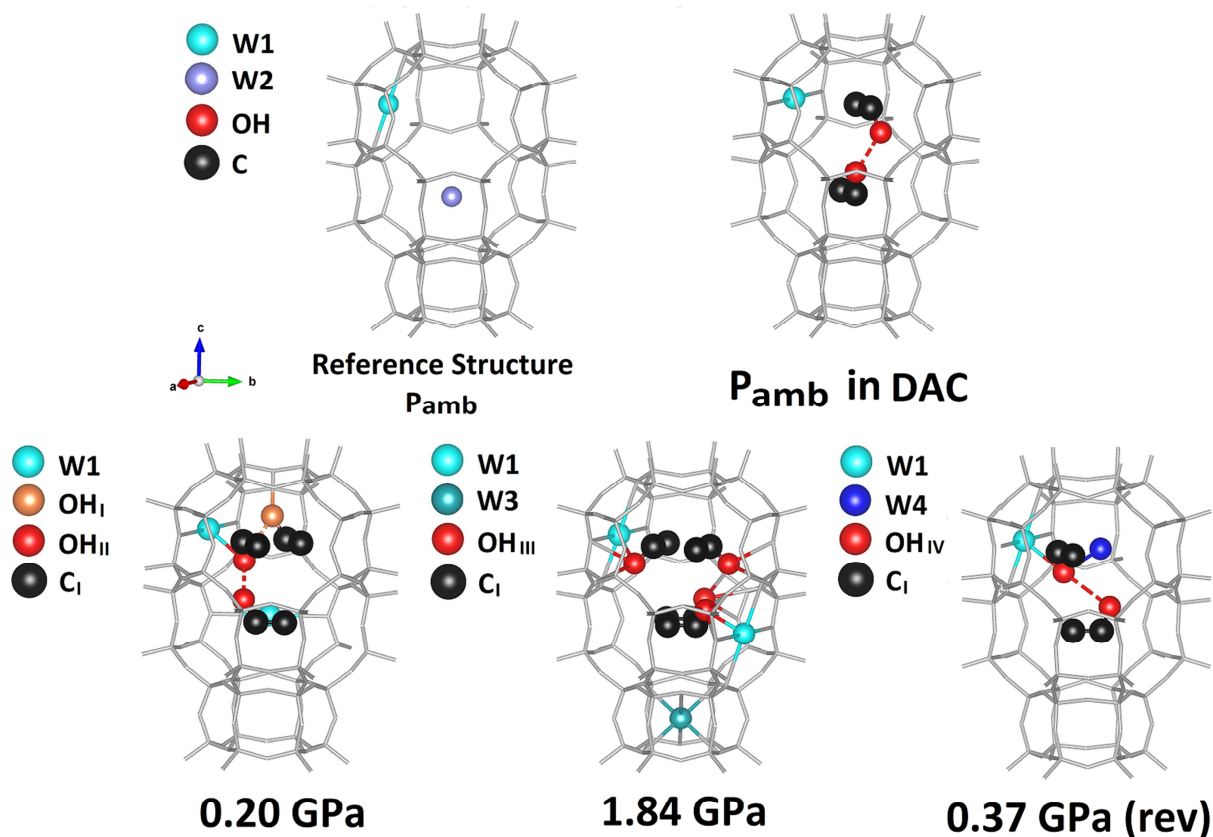 W1
W2
OH
C
Reference Structure
Pamb
Pamb in DAC
c
a
b
W1
OHI
OHII
CI
0.20 GPa
W1
W3
OHIII
CI
1.84 GPa
W1
W4
OHIV
CI
0.37 GPa (rev)